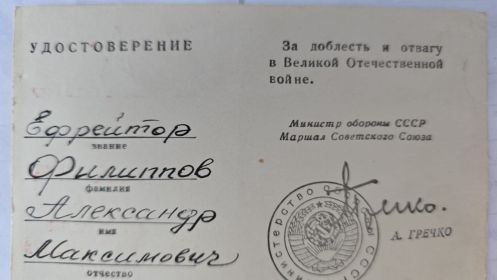 УДОСТОВЕРЕНИЕ
Ефрейтор
звание
Филиппов
фамилия
Александр
имя
Максимович
отчество
За доблесть и отвагу
в Великой Отечественной
войне.
Министр обороны СССР
Маршал Советского Союза
А. ГРЕЧКО